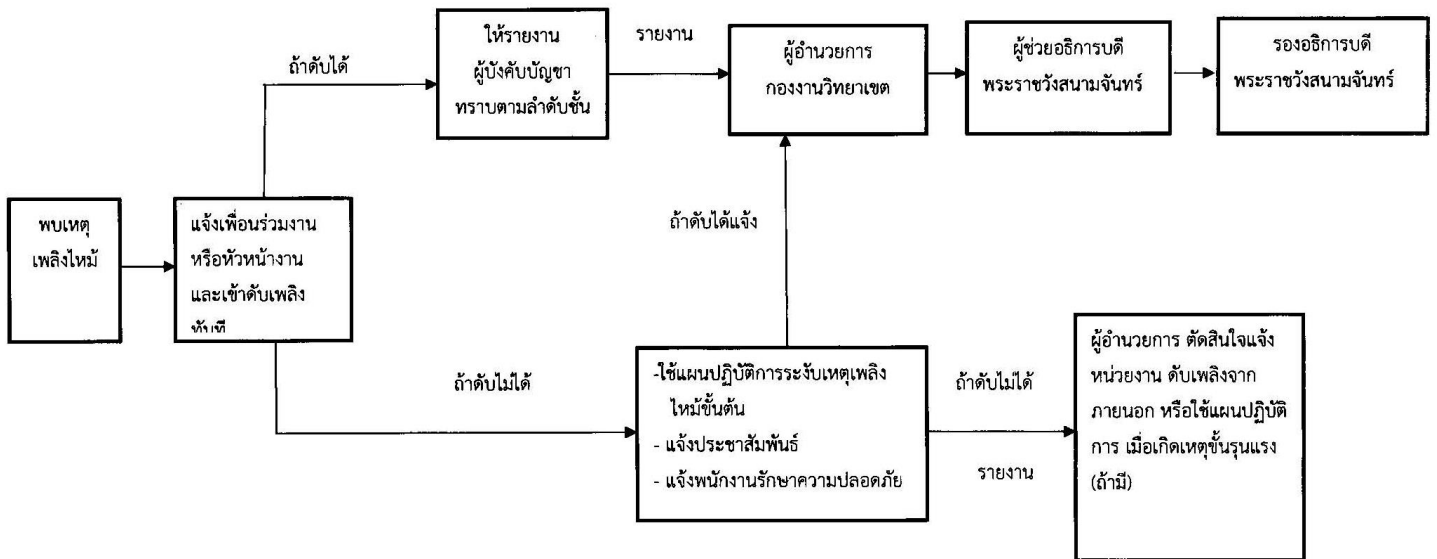 ให้รายงาน
ผู้บังคับบัญชา
ทราบตามลำดับชั้น
ถ้าดับได้
รายงาน
ผู้อำนวยการ
กองงานวิทยาเขต
ผู้ช่วยอธิการบดี
พระราชวังสนามจันทร์
รองอธิการบดี
พระราชวังสนามจันทร์
พบเหตุ
เพลิงไหม้
แจ้งเพื่อนร่วมงาน
หรือหัวหน้างาน
และเข้าดับเพลิง
ทันที
ถ้าดับได้แจ้ง
ถ้าดับไม่ได้
-ใช้แผนปฏิบัติการระงับเหตุเพลิง
ไหม้ขั้นต้น
- แจ้งประชาสัมพันธ์
- แจ้งพนักงานรักษาความปลอดภัย
ถ้าดับไม่ได้
รายงาน
ผู้อำนวยการ ตัดสินใจแจ้ง
หน่วยงาน ดับเพลิงจาก
ภายนอก หรือใช้แผนปฏิบัติ
การ เมื่อเกิดเหตุขั้นรุนแรง
(ถ้ามี)